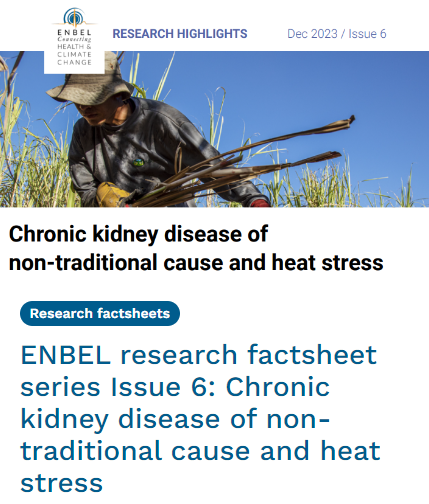 ENBEL
Connecting
HEALTH &
CLIMATE
CHANGE
RESEARCH HIGHLIGHTS
Dec 2023 / Issue 6
Chronic kidney disease of
non-traditional cause and heat stress
Research factsheets
ENBEL research factsheet
series Issue 6: Chronic
kidney disease of non-
traditional cause and heat
stress